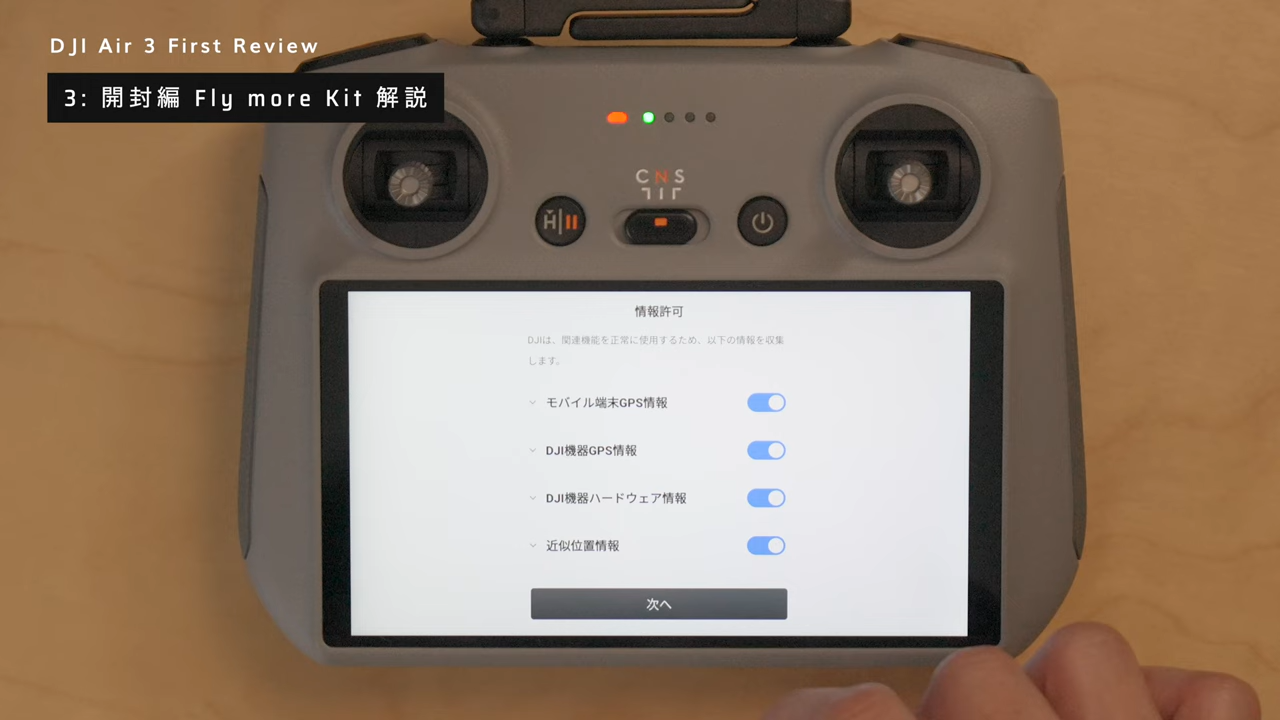 DJI Air 3 First Review
3: 開封編 Fly more Kit 解説
C N S
H
情報許可
DJIは、関連機能を正常に使用するため、以下の情報を収集
します。
モバイル端末GPS情報
DJI機器GPS情報
DJI機器ハードウェア情報
近似位置情報
次へ